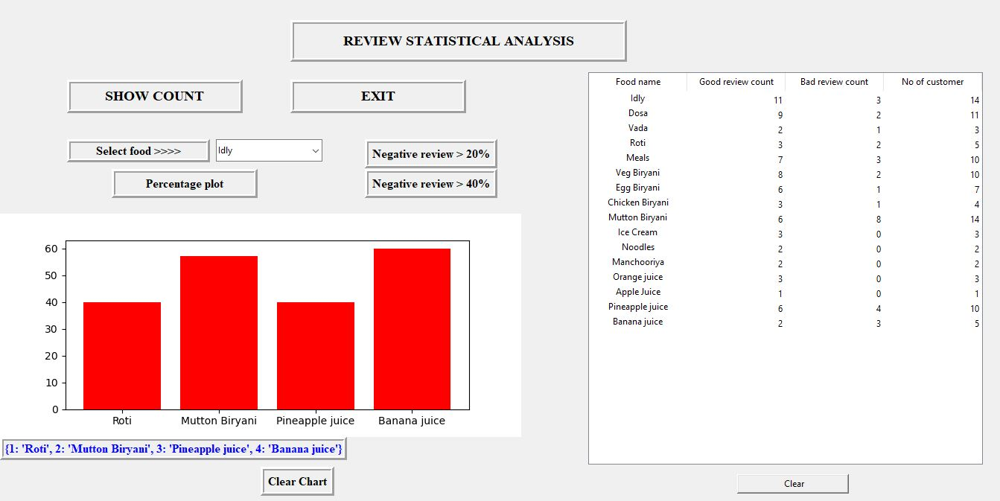 REVIEW STATISTICAL ANALYSIS
SHOW COUNT
EXIT
Select food >>>>
Idly
Negative review > 20%
Percentage plot
Negative review > 40%
60
50
40
30
20
10
0
Roti Mutton Biryani Pineapple juice Banana juice
{1: 'Roti', 2: 'Mutton Biryani', 3: 'Pineapple juice', 4: 'Banana juice'}
Clear Chart
Food name Good review count Bad review count No of customer
Idly 11 3 14
Dosa 9 2 11
Vada 2 1 3
Roti 3 2 5
Meals 7 3 10
Veg Biryani 8 2 10
Egg Biryani 6 1 7
Chicken Biryani 3 1 4
Mutton Biryani 6 8 14
Ice Cream 3 0 3
Noodles 2 0 2
Manchooriya 2 0 2
Orange juice 3 0 3
Apple Juice 1 0 1
Pineapple juice 6 4 10
Banana juice 2 3 5
Clear